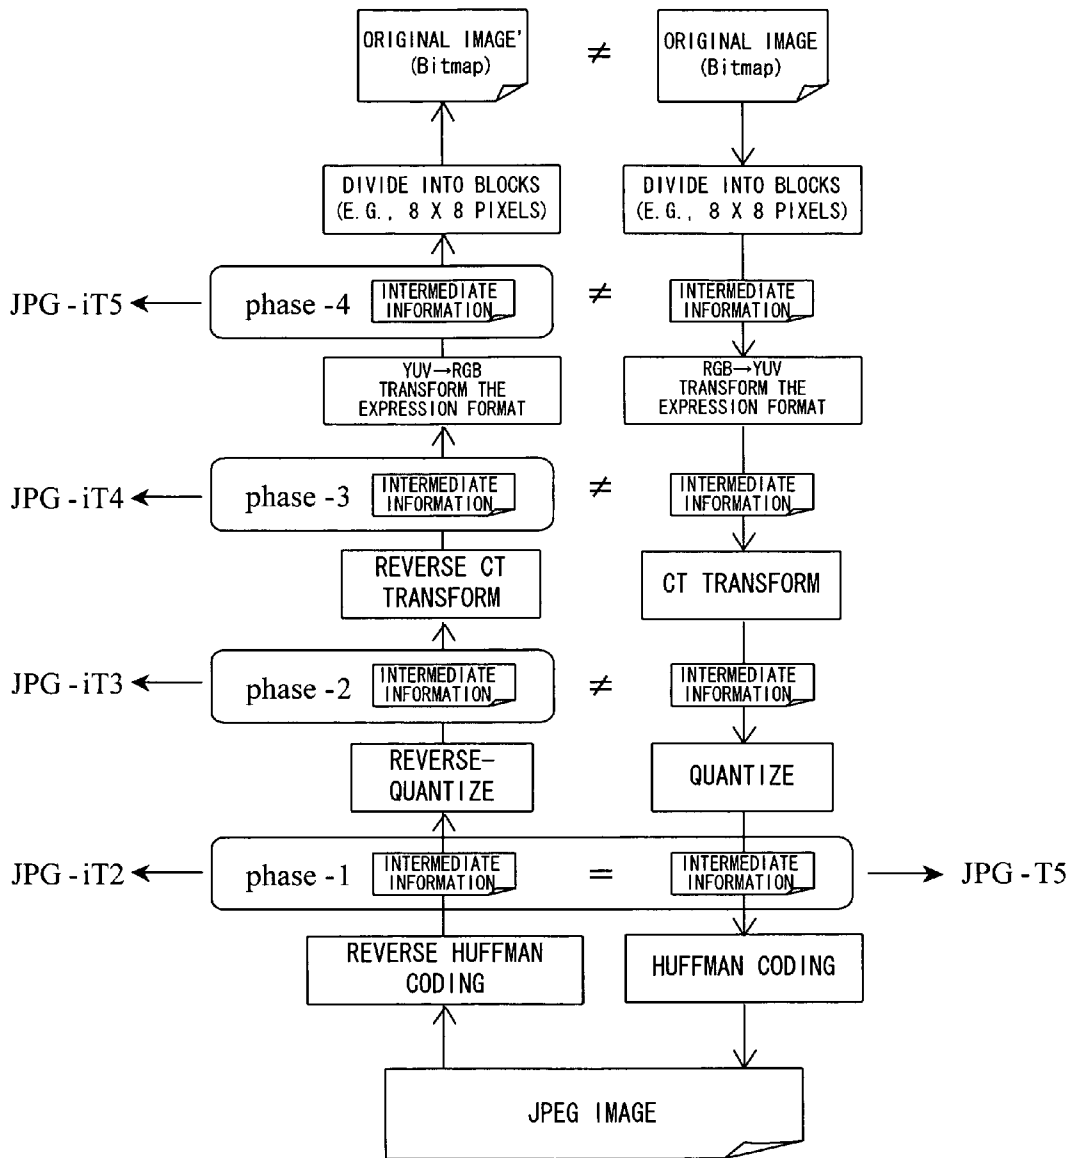 ORIGINAL IMAGE'
(Bitmap)
≠
ORIGINAL IMAGE
(Bitmap)
DIVIDE INTO BLOCKS
(E.G., 8 X 8 PIXELS)
DIVIDE INTO BLOCKS
(E.G., 8 X 8 PIXELS)
JPG-iT5
phase-4
INTERMEDIATE
INFORMATION
≠
INTERMEDIATE
INFORMATION
YUV→RGB
TRANSFORM THE
EXPRESSION FORMAT
RGB→YUV
TRANSFORM THE
EXPRESSION FORMAT
JPG-iT4
phase-3
INTERMEDIATE
INFORMATION
≠
INTERMEDIATE
INFORMATION
REVERSE CT
TRANSFORM
CT TRANSFORM
JPG-iT3
phase-2
INTERMEDIATE
INFORMATION
≠
INTERMEDIATE
INFORMATION
REVERSE-
QUANTIZE
QUANTIZE
JPG-iT2
phase-1
INTERMEDIATE
INFORMATION
=
INTERMEDIATE
INFORMATION
JPG-T5
REVERSE HUFFMAN
CODING
HUFFMAN CODING
JPEG IMAGE